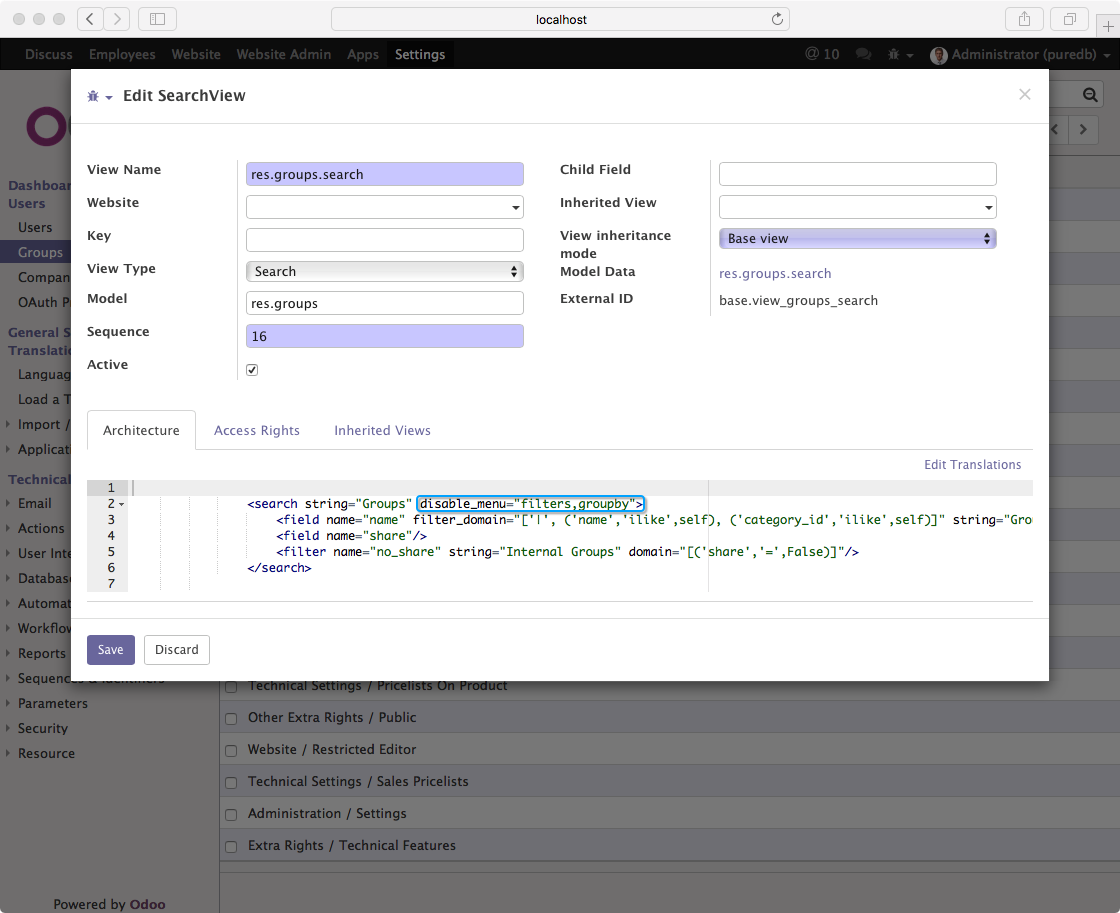 localhost
Discuss Employees Website Website Admin Apps Settings @ 10 Administrator (puredb)
Edit SearchView
View Name res.groups.search
Website
Key
View Type Search
Model res.groups
Sequence 16
Active
Child Field
Inherited View
View inheritance
mode
Base view
Model Data res.groups.search
External ID base.view_groups_search
Architecture Access Rights Inherited Views
Edit Translations
1
2 <search string="Groups" disable_menu="filters,groupby">
3 <field name="name" filter_domain="['|', ('name','ilike',self), ('category_id','ilike',self)]" string="Gro
4 <field name="share"/>
5 <filter name="no_share" string="Internal Groups" domain="[('share','=',False)]"/>
6 </search>
7
Save Discard
Dashboar
Users
Users
Groups
Compan
OAuth P
General S
Translati
Languag
Load a T
Import /
Applicati
Technical
Email
Actions
User Inte
Databas
Automat
Workflow
Reports
Sequences & Identifiers
Parameters
Security
Resource
Technical Settings / Pricelists On Product
Other Extra Rights / Public
Website / Restricted Editor
Technical Settings / Sales Pricelists
Administration / Settings
Extra Rights / Technical Features
Powered by Odoo